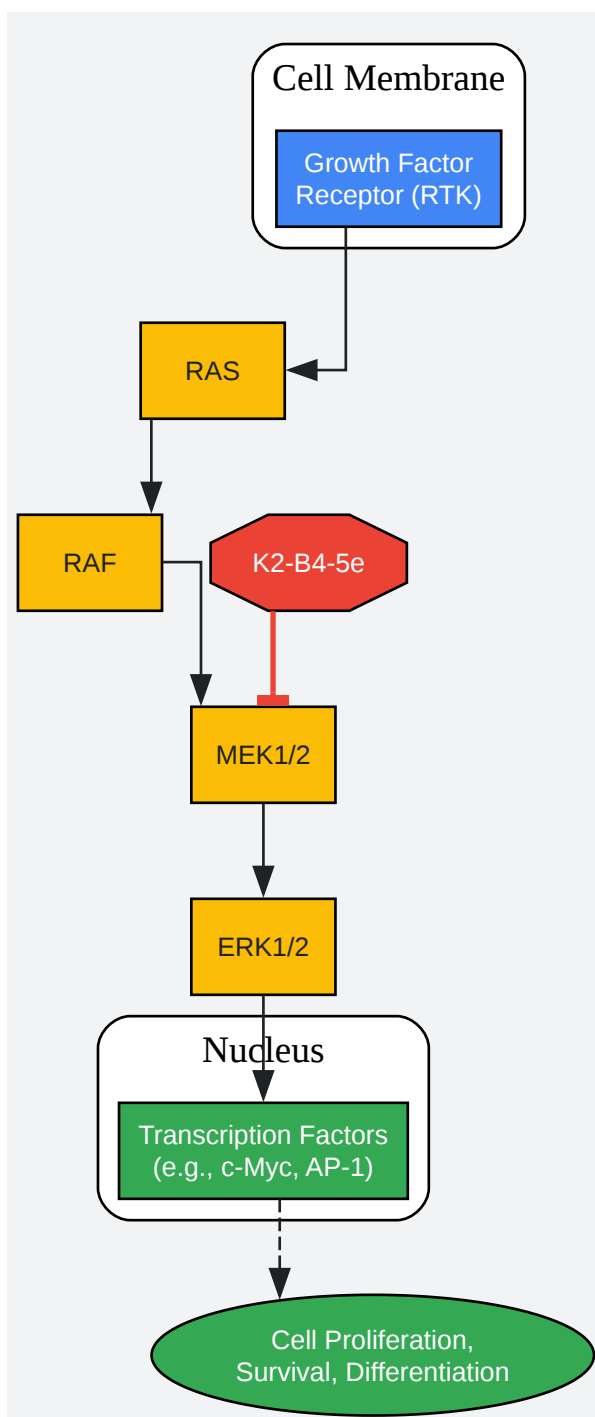 Cell Membrane
Growth Factor
Receptor (RTK)
RAS
RAF
K2-B4-5e
MEK1/2
ERK1/2
Nucleus
Transcription Factors
(e.g., c-Myc, AP-1)
Cell Proliferation,
Survival, Differentiation